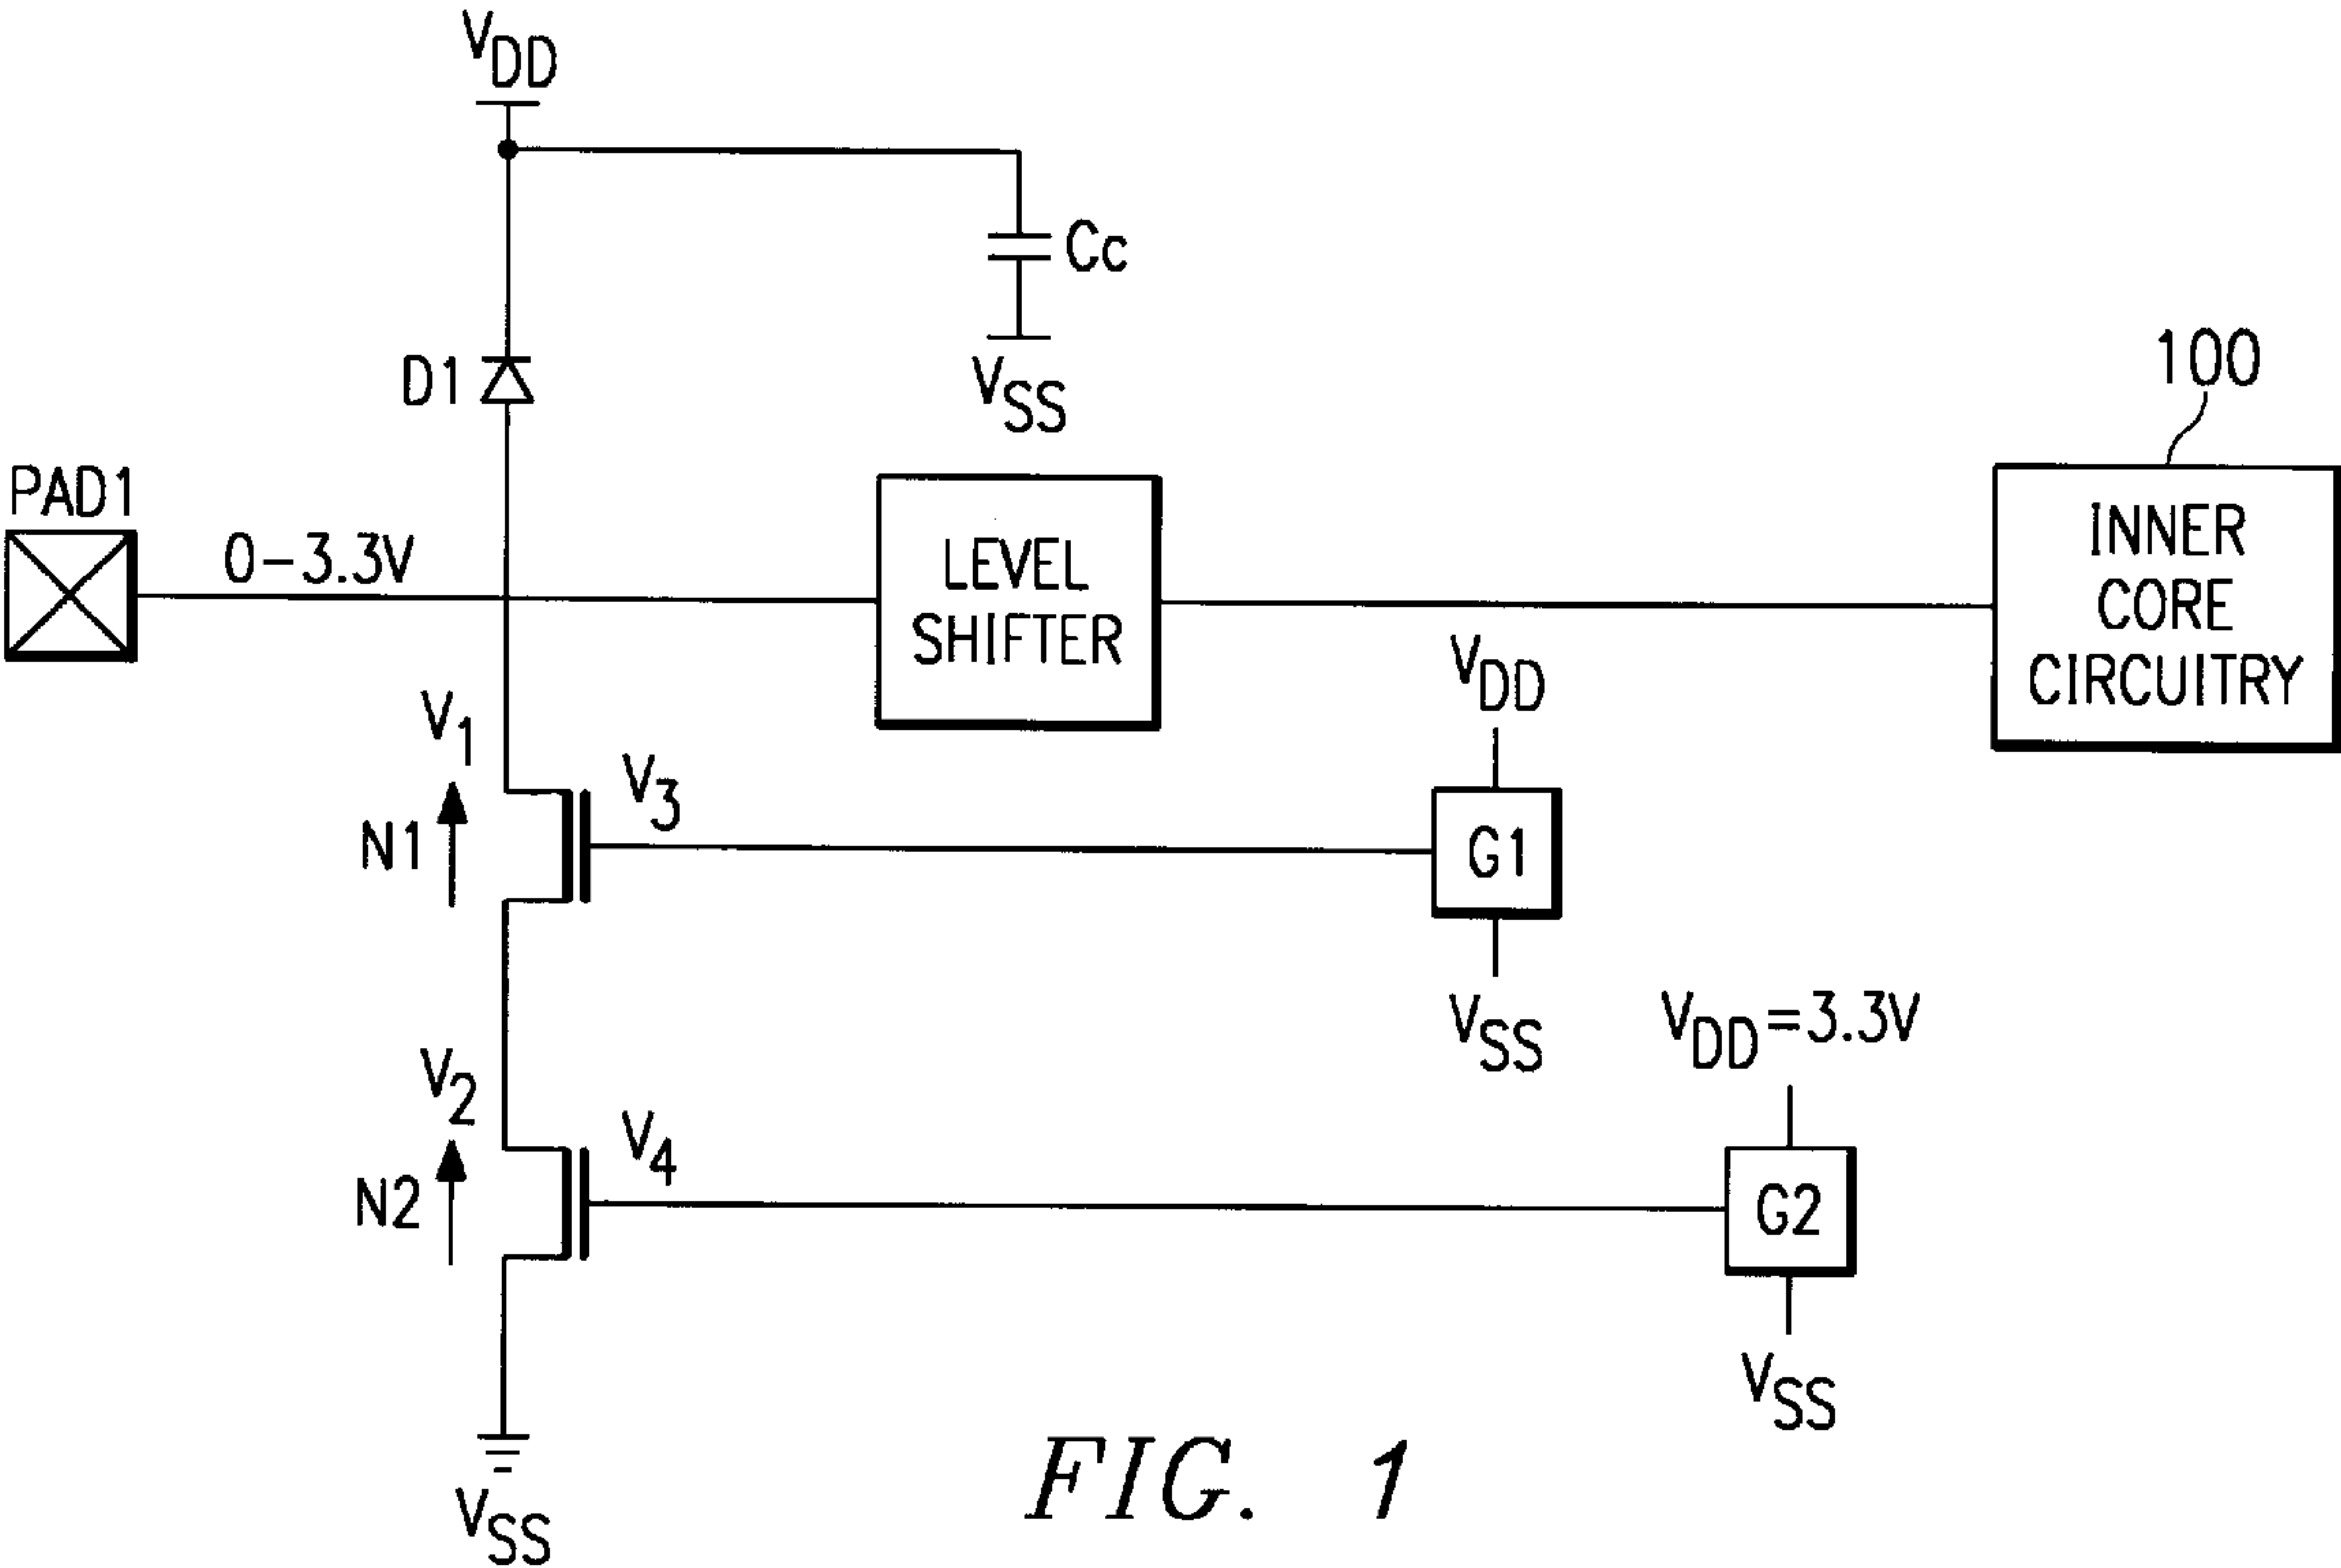 VDD
Cc
D1
VSS
100
PAD1
0-3.3V
LEVEL
SHIFTER
INNER
CORE
CIRCUITRY
VDD
V1
V3
N1
G1
VSS
VDD=3.3V
V2
V4
N2
G2
VSS
VSS
FIG. 1